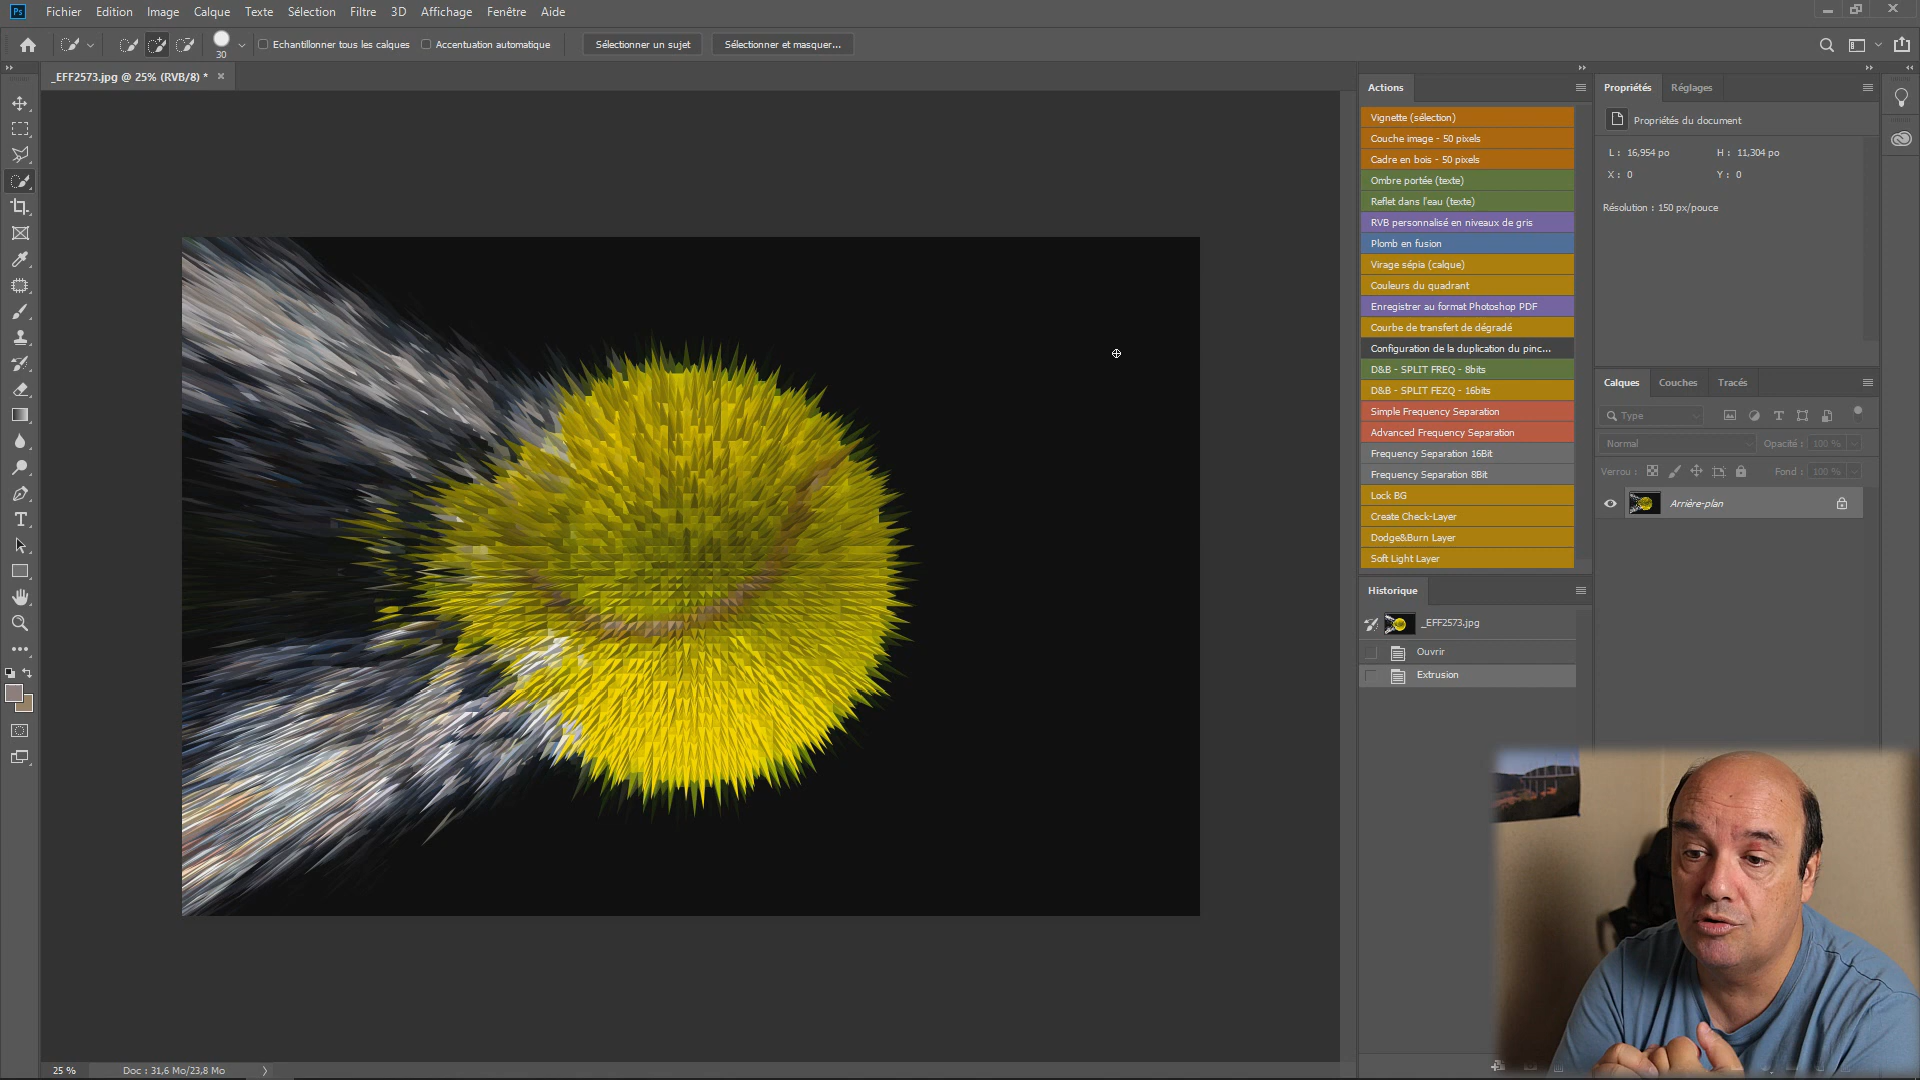 Ps Fichier Edition Image Calque Texte Sélection Filtre 3D Affichage Fenêtre Aide
30 Echantillonner tous les calques Accentuation automatique Sélectionner un sujet Sélectionner et masquer...
_EFF2573.jpg @ 25% (RVB/8) * ×
Actions
Vignette (sélection)
Couche image - 50 pixels
Cadre en bois - 50 pixels
Ombre portée (texte)
Reflet dans l'eau (texte)
RVB personnalisé en niveaux de gris
Plomb en fusion
Virage sépia (calque)
Couleurs du quadrant
Enregistrer au format Photoshop PDF
Courbe de transfert de dégradé
Configuration de la duplication du pinc...
D&B - SPLIT FREQ - 8bits
D&B - SPLIT FEZQ - 16bits
Simple Frequency Separation
Advanced Frequency Separation
Frequency Separation 16Bit
Frequency Separation 8Bit
Lock BG
Create Check-Layer
Dodge&Burn Layer
Soft Light Layer
Historique
_EFF2573.jpg
Ouvrir
Extrusion
Propriétés Réglages
Propriétés du document
L : 16,954 po H : 11,304 po
X : 0 Y : 0
Résolution : 150 px/pouce
Calques Couches Tracés
Type
Normal Opacité : 100 %
Verrou : Fond : 100 %
Arrière-plan
25 % Doc : 31,6 Mo/23,8 Mo